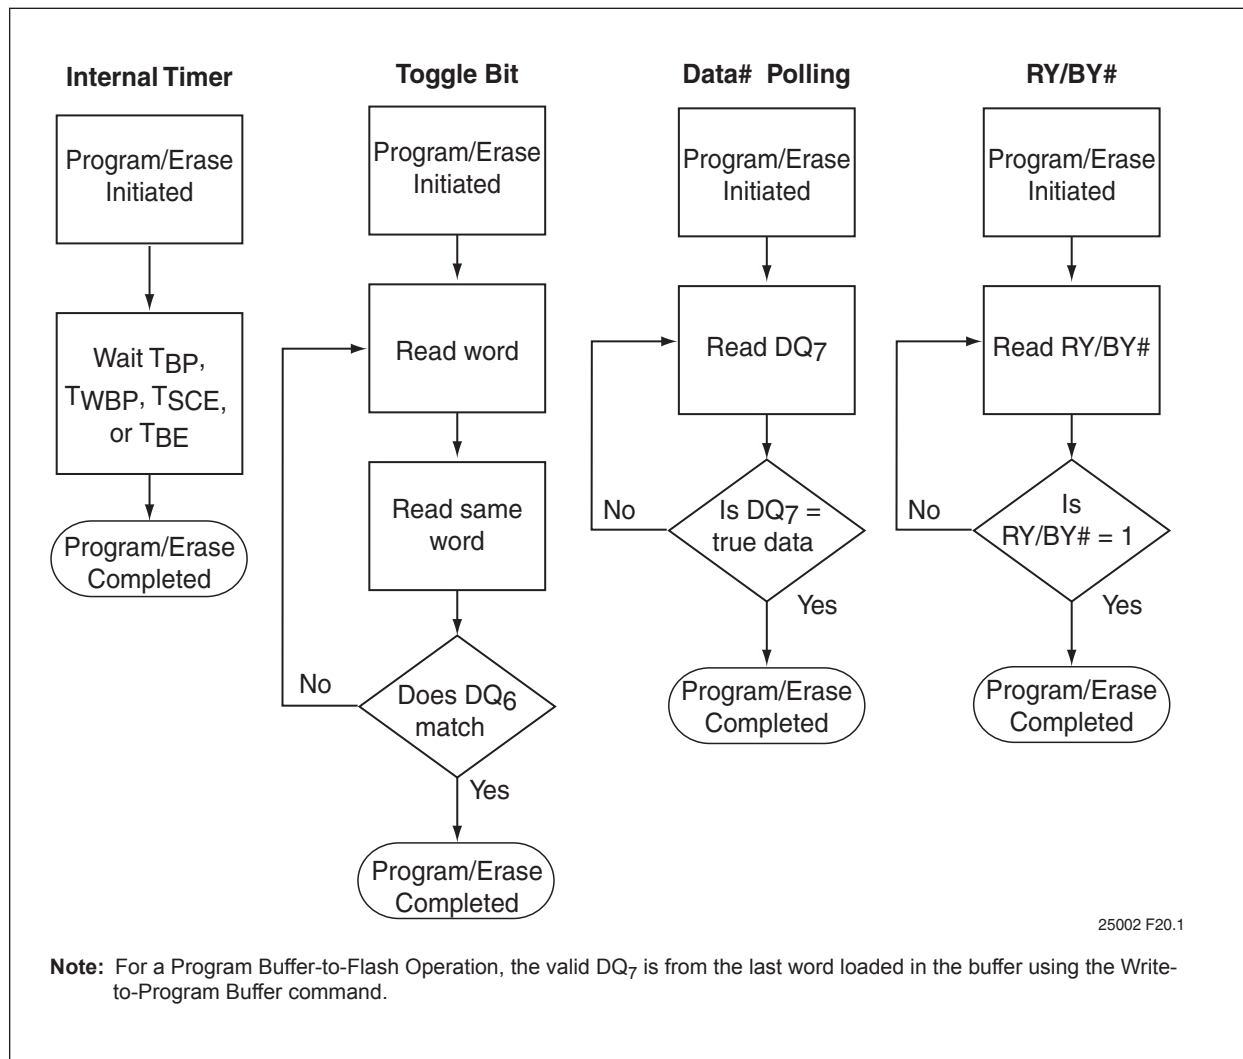 Internal Timer
Program/Erase
Initiated
Wait TBP,
TWBP, TSCE,
or TBE
Program/Erase
Completed
Toggle Bit
Program/Erase
Initiated
Read word
Read same
word
Does DQ6
match
No
Yes
Program/Erase
Completed
Data# Polling
Program/Erase
Initiated
Read DQ7
Is DQ7 =
true data
No
Yes
Program/Erase
Completed
RY/BY#
Program/Erase
Initiated
Read RY/BY#
Is
RY/BY# = 1
No
Yes
Program/Erase
Completed
25002 F20.1
Note: For a Program Buffer-to-Flash Operation, the valid DQ7 is from the last word loaded in the buffer using the Write-
to-Program Buffer command.